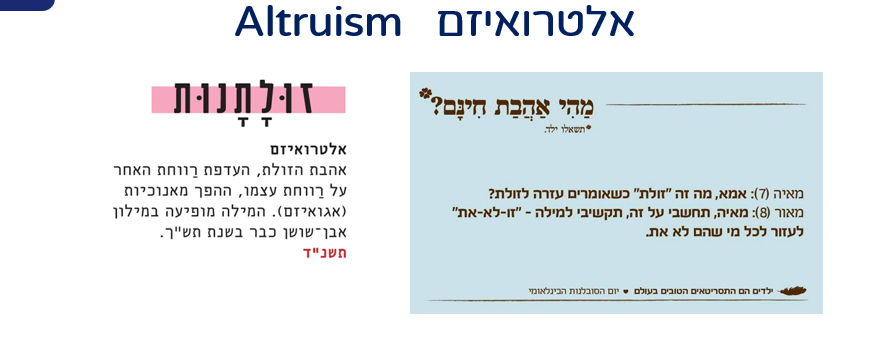 אלטרואיזם Altruism
מַהִי אַהֲבַת חִינָּם?*
*תשאלו ילד.
מאיה (7): אמא, מה זה "זולת" כשאומרים עזרה לזולת?
מאור (8): מאיה, תחשבי על זה, תקשיבי למילה - "זו-לא-את"
לעזור לכל מי שהם לא את.
ילדים הם התסריטאים הטובים בעולם ♥ יום הסובלנות הבינלאומי
זוּלָתָנוּת
אלטרואיזם
אהבת הזולת, העדפת רַווחת האחר
על רַווחת עצמו, ההפך מאנוכיות
(אגואיזם). המילה מופיעה במילון
אבן־שושן כבר בשנת תש"ך.
תשנ"ד